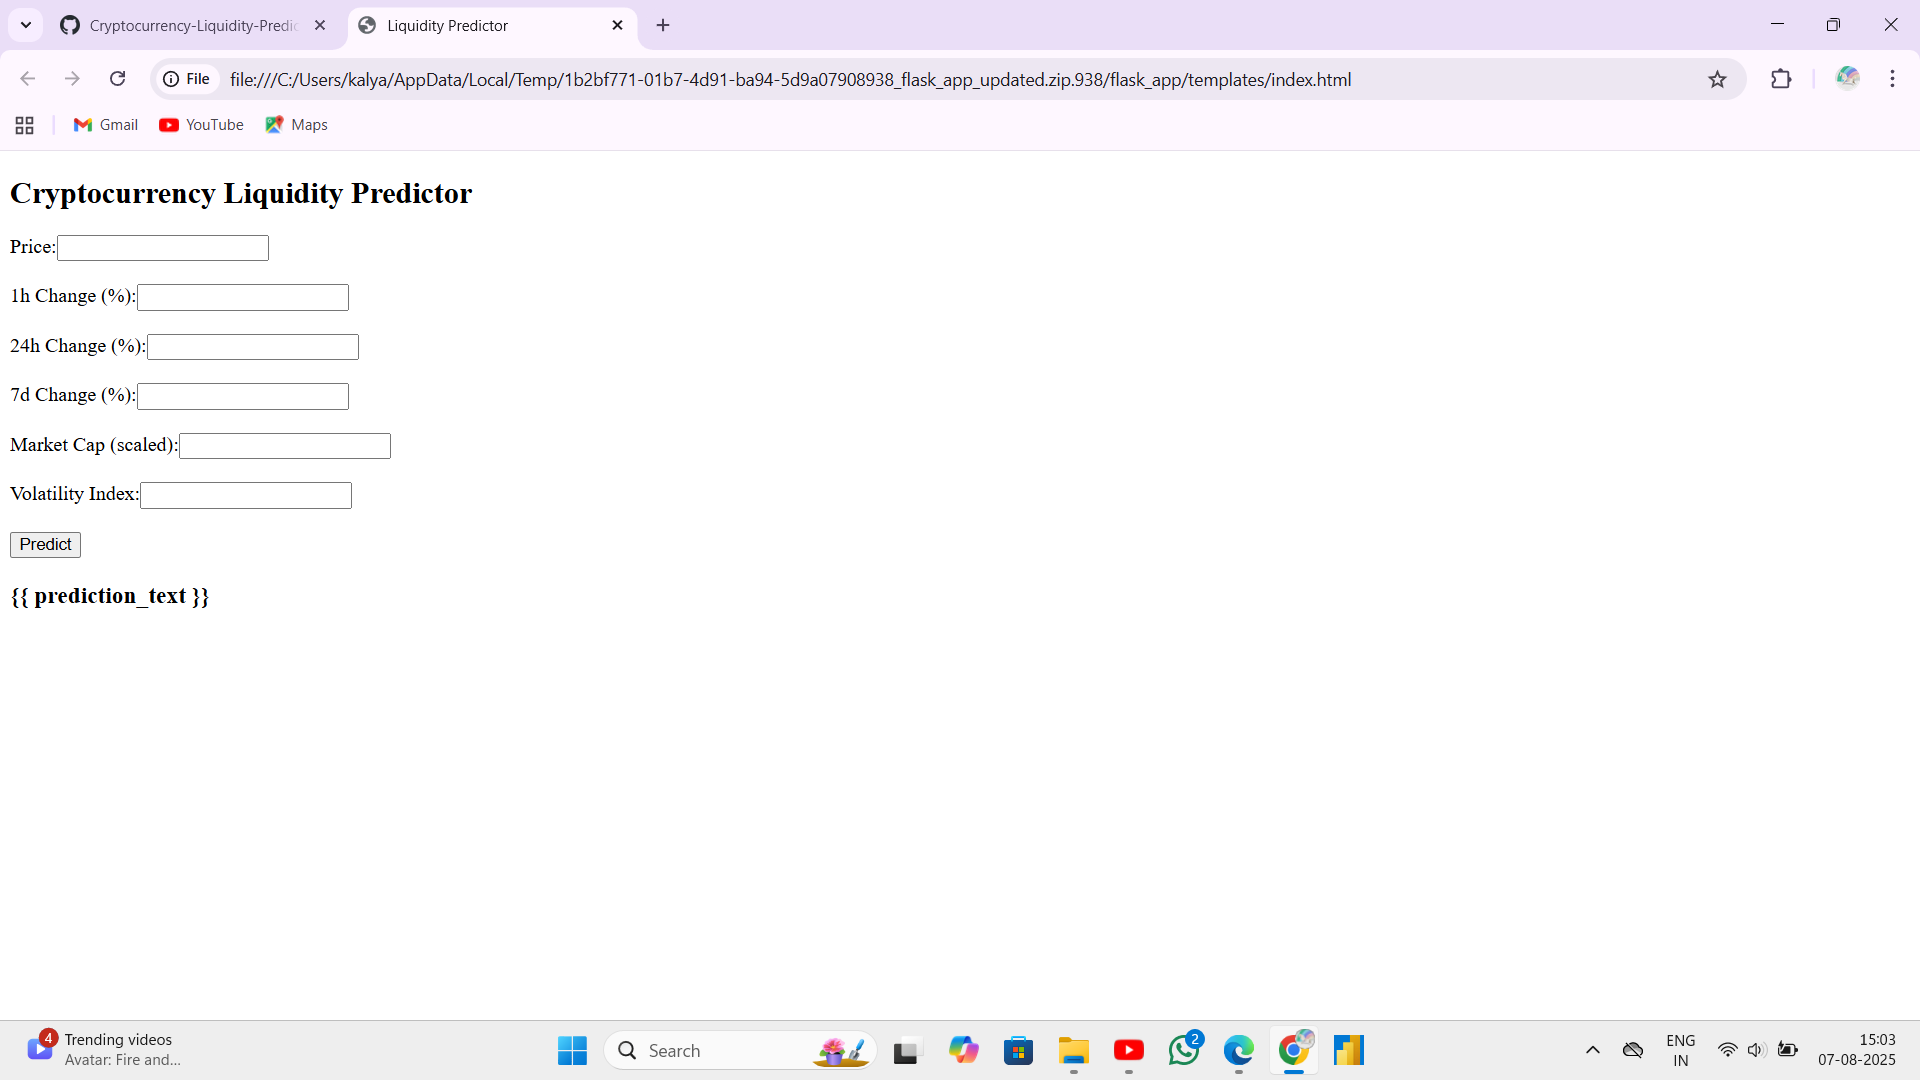 Cryptocurrency-Liquidity-Predic
Liquidity Predictor
File
file:///C:/Users/kalya/AppData/Local/Temp/1b2bf771-01b7-4d91-ba94-5d9a07908938_flask_app_updated.zip.938/flask_app/templates/index.html
Gmail
YouTube
Maps
Cryptocurrency Liquidity Predictor
Price:
1h Change (%):
24h Change (%):
7d Change (%):
Market Cap (scaled):
Volatility Index:
Predict
{{ prediction_text }}
4
Trending videos
Avatar: Fire and...
Search
2
ENG
IN
15:03
07-08-2025